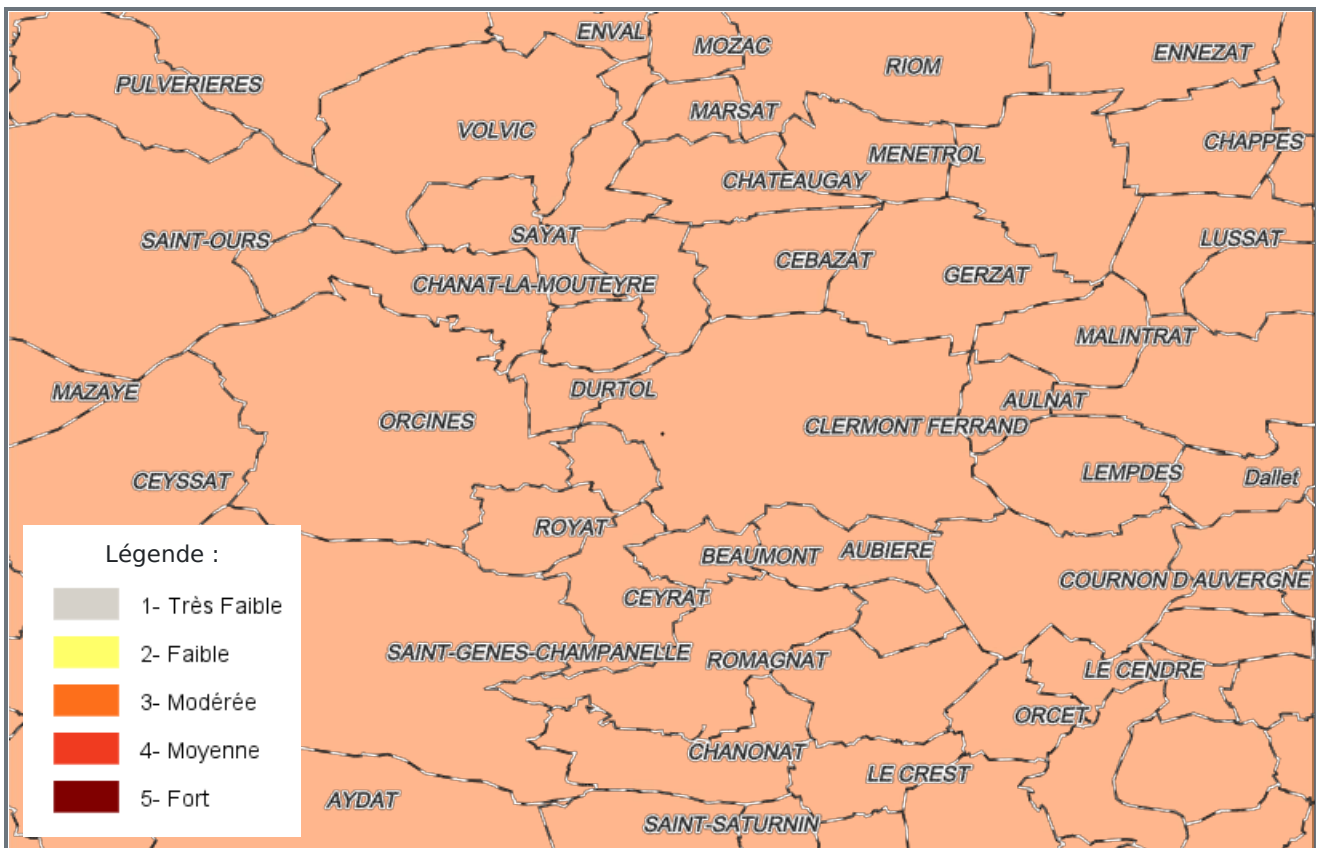 ENVAL
MOZAC
ENNEZAT
RIOM
PULVERIERES
MARSAT
VOLVIC
CHAPPES
MENETROL
CHATEAUGAY
SAYAT
LUSSAT
SAINT-OURS
CEBAZAT
GERZAT
CHANAT-LA-MOUTEYRE
MALINTRAT
DURTOL
MAZAYE
AULNAT
ORCINES
CLERMONT FERRAND
LEMPDES
Dallet
CEYSSAT
ROYAT
BEAUMONT
AUBIERE
COURNON D AUVERGNE
CEYRAT
SAINT-GENES-CHAMPANELLE
ROMAGNAT
LE CENDRE
ORCET
CHANONAT
LE CREST
AYDAT
SAINT-SATURNIN
Légende :
1- Très Faible
2- Faible
3- Modérée
4- Moyenne
5- Fort